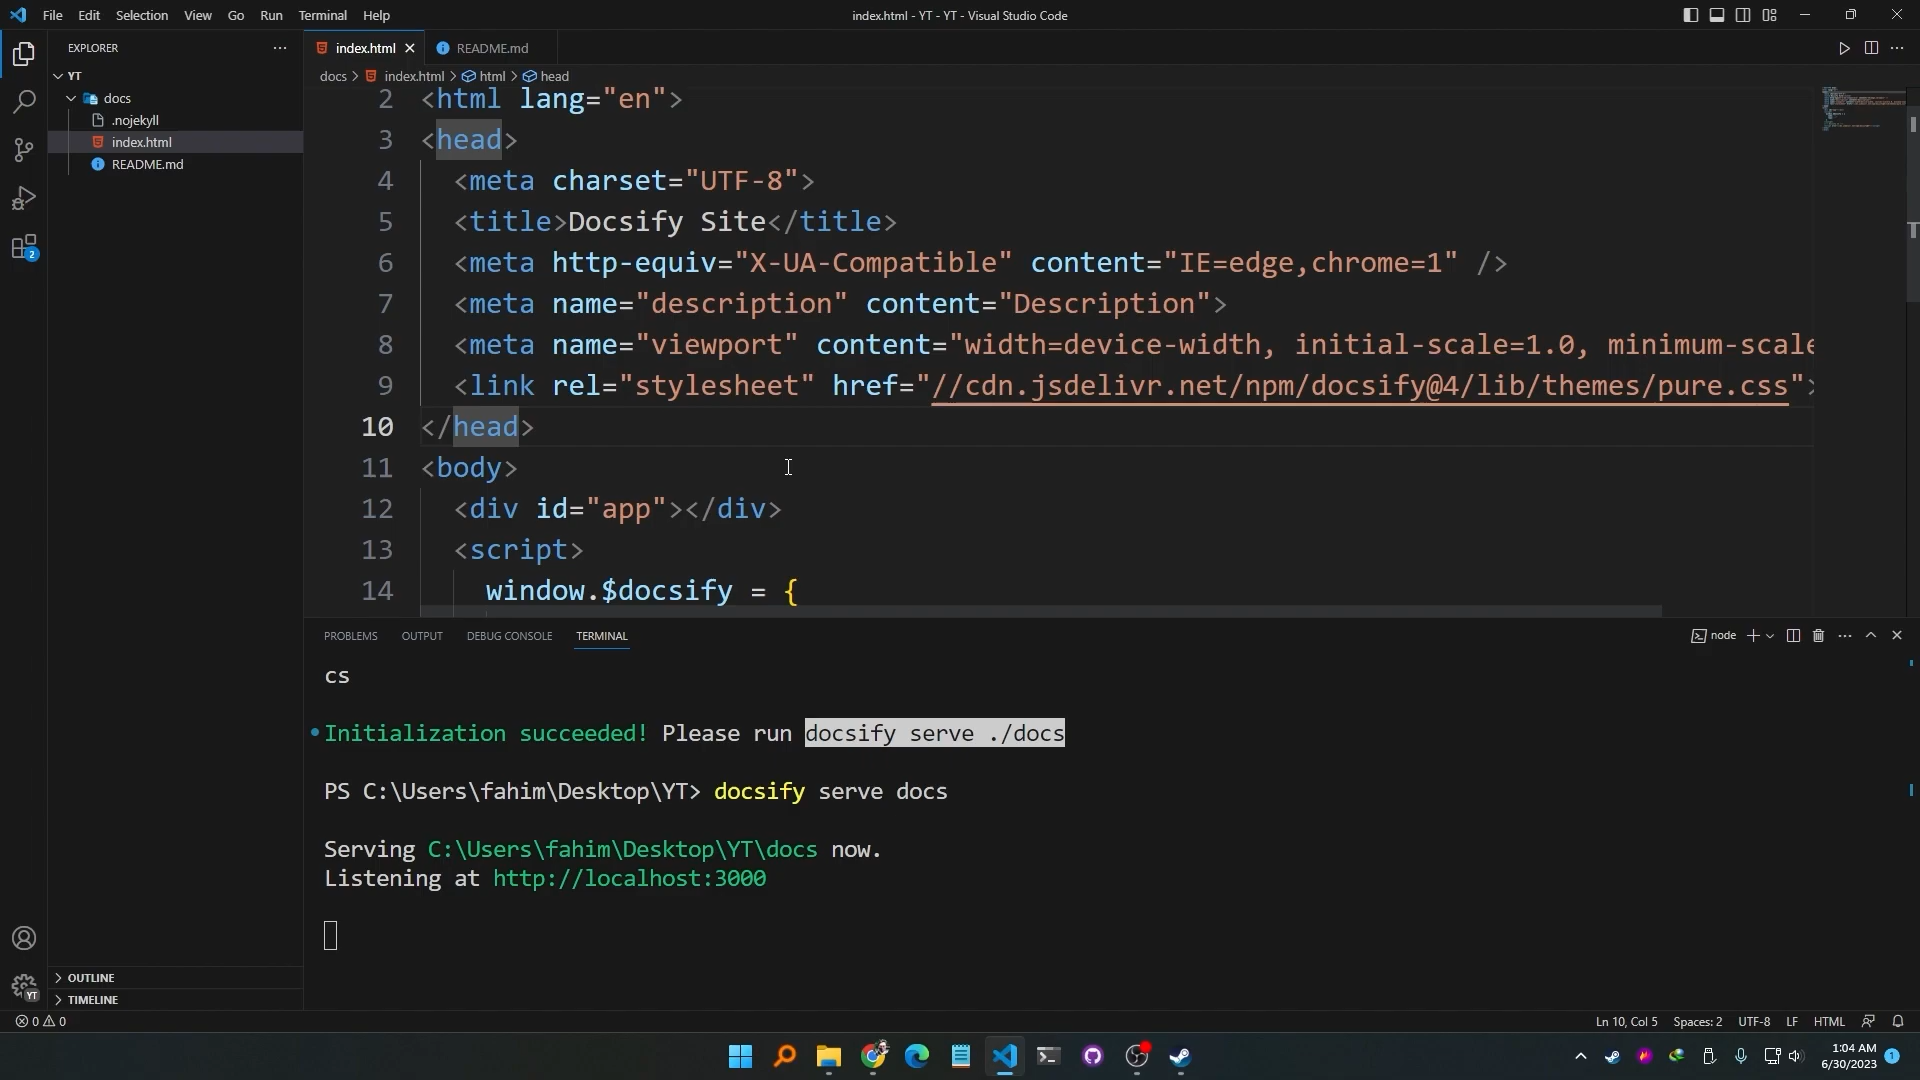 File Edit Selection View Go Run Terminal Help
index.html - YT - YT - Visual Studio Code
EXPLORER
YT
docs
.nojekyll
index.html
README.md
OUTLINE
TIMELINE
index.html
README.md
docs > index.html > html > head
2 <html lang="en">
3 <head>
4 <meta charset="UTF-8">
5 <title>Docsify Site</title>
6 <meta http-equiv="X-UA-Compatible" content="IE=edge,chrome=1" />
7 <meta name="description" content="Description">
8 <meta name="viewport" content="width=device-width, initial-scale=1.0, minimum-scale
9 <link rel="stylesheet" href="//cdn.jsdelivr.net/npm/docsify@4/lib/themes/pure.css">
10 </head>
11 <body>
12 <div id="app"></div>
13 <script>
14 window.$docsify = {
PROBLEMS OUTPUT DEBUG CONSOLE TERMINAL
node
cs
Initialization succeeded! Please run docsify serve ./docs
PS C:\Users\fahim\Desktop\YT> docsify serve docs
Serving C:\Users\fahim\Desktop\YT\docs now.
Listening at http://localhost:3000
2
YT
0 0
Ln 10, Col 5 Spaces: 2 UTF-8 LF HTML
1:04 AM
6/30/2023
1